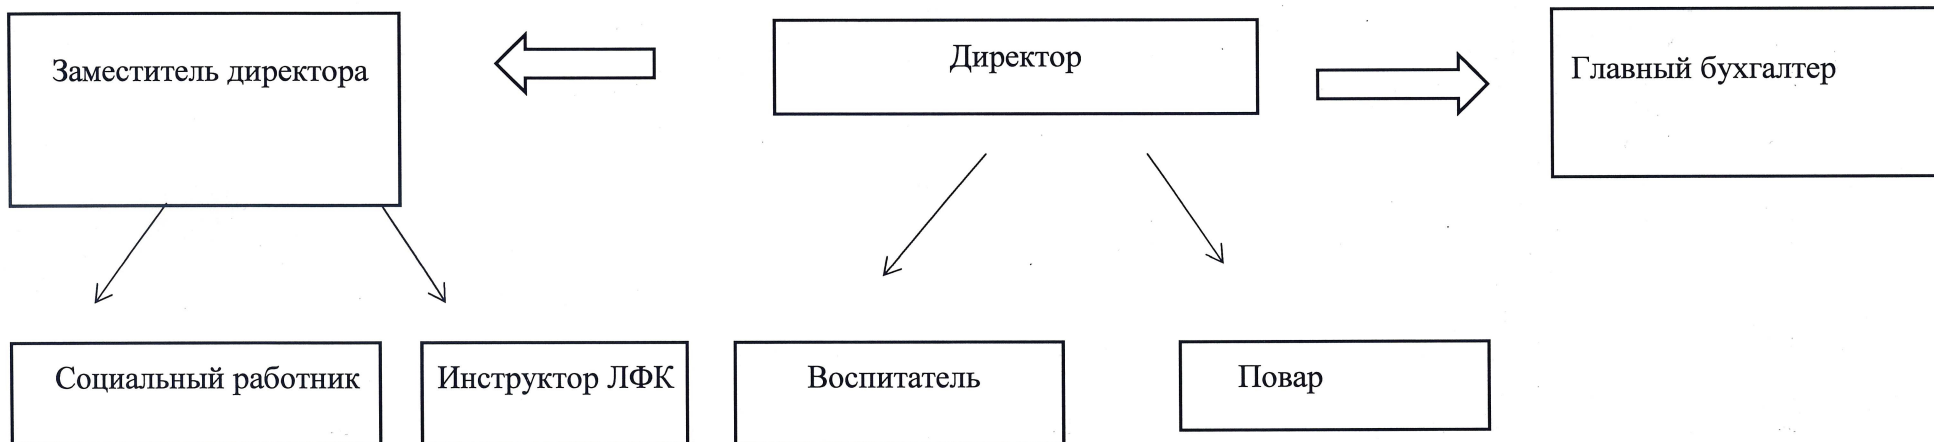 Заместитель директора
Директор
Главный бухгалтер
Социальный работник
Инструктор ЛФК
Воспитатель
Повар